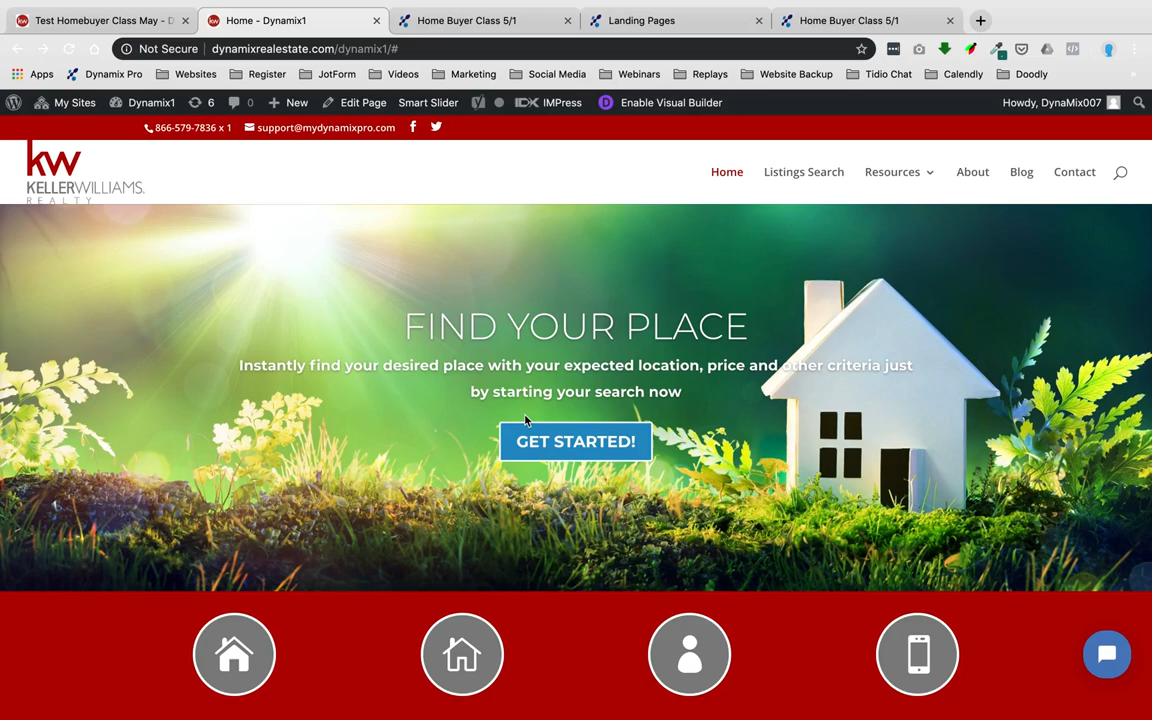 Test Homebuyer Class May - D
Home - Dynamix1
Home Buyer Class 5/1
Landing Pages
Home Buyer Class 5/1
Not Secure
dynamixrealestate.com/dynamix1/#
Apps
Dynamix Pro
Websites
Register
JotForm
Videos
Marketing
Social Media
Webinars
Replays
Website Backup
Tidio Chat
Calendly
Doodly
»
My Sites
Dynamix1
6
0
New
Edit Page
Smart Slider
IDX IMPress
D Enable Visual Builder
Howdy, DynaMix007
866-579-7836 x 1
support@mydynamixpro.com
kw
KELLERWILLIAMS.
REALTY
Home
Listings Search
Resources
About
Blog
Contact
FIND YOUR PLACE
Instantly find your desired place with your expected location, price and other criteria just
by starting your search now
GET STARTED!